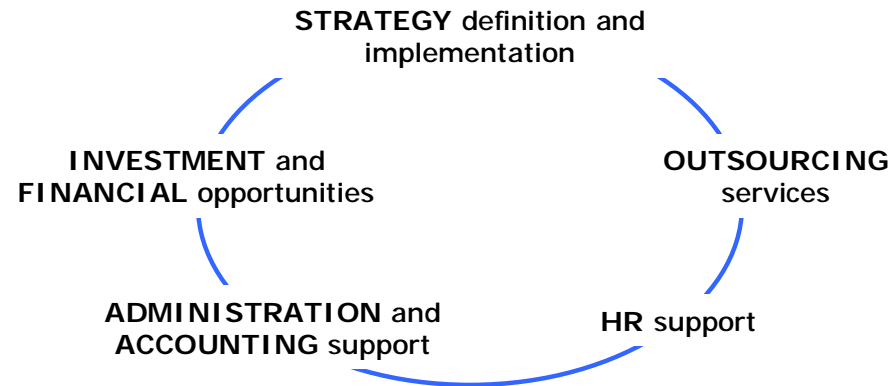 STRATEGY definition and
implementation
INVESTMENT and
FINANCIAL opportunities
OUTSOURCING
services
ADMINISTRATION and
ACCOUNTING support
HR support